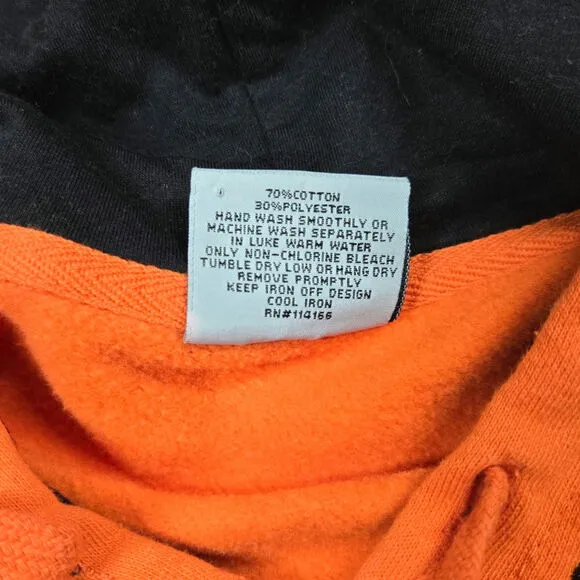 70%COTTON
30%POLYESTER
HAND WASH SMOOTHLY OR
MACHINE WASH SEPARATELY
IN LUKE WARM WATER
ONLY NON-CHLORINE BLEACH
TUMBLE DRY LOW OR HANG DRY
REMOVE PROMPTLY
KEEP IRON OFF DESIGN
COOL IRON
RN#114166